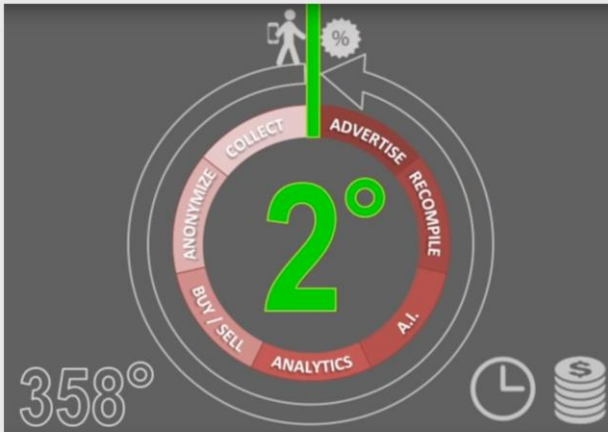 %
COLLECT
ADVERTISE
ANONYMIZE
RECOMPILE
2°
BUY / SELL
A.I.
ANALYTICS
358°
$